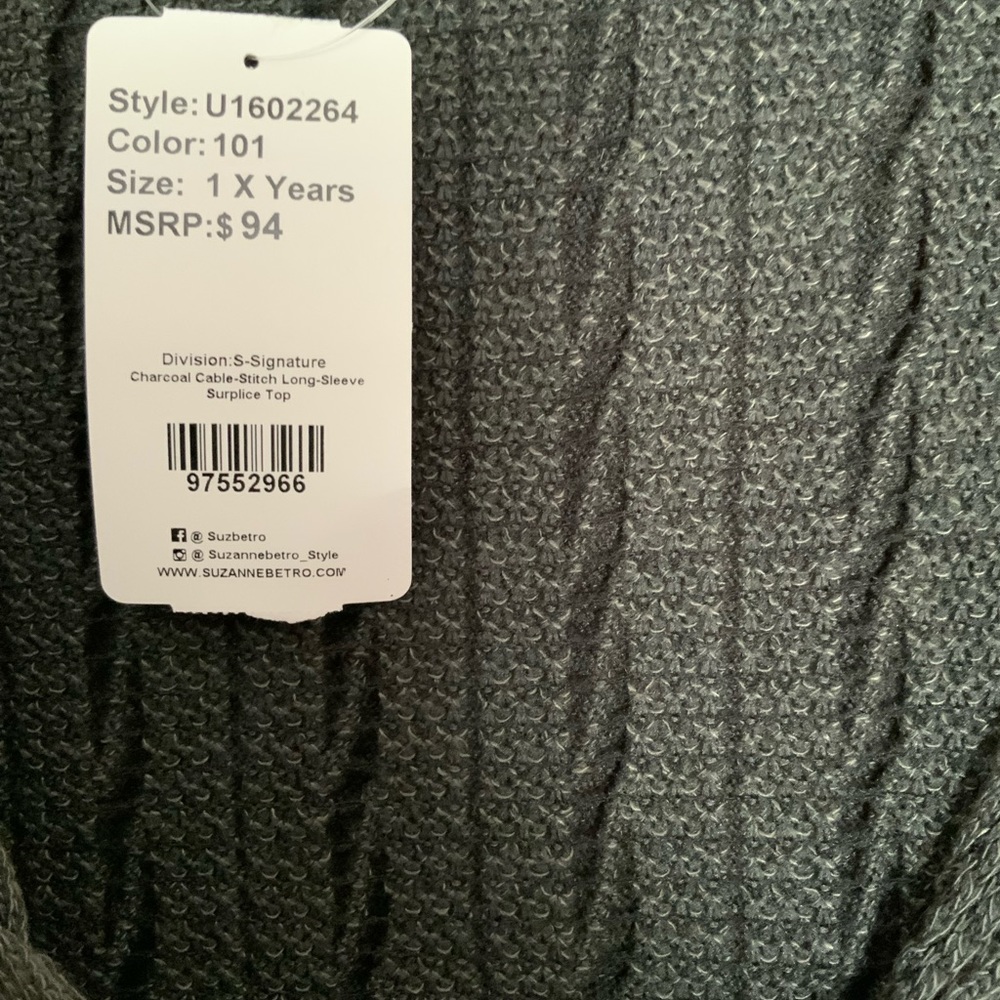 Style: U1602264
Color: 101
Size: 1 X Years
MSRP:$ 94
Division:S-Signature
Charcoal Cable-Stitch Long-Sleeve
Surplice Top
97552966
@ Suzbetro
@ Suzannebetro_Style
WWW.SUZANNEBETRO.COM